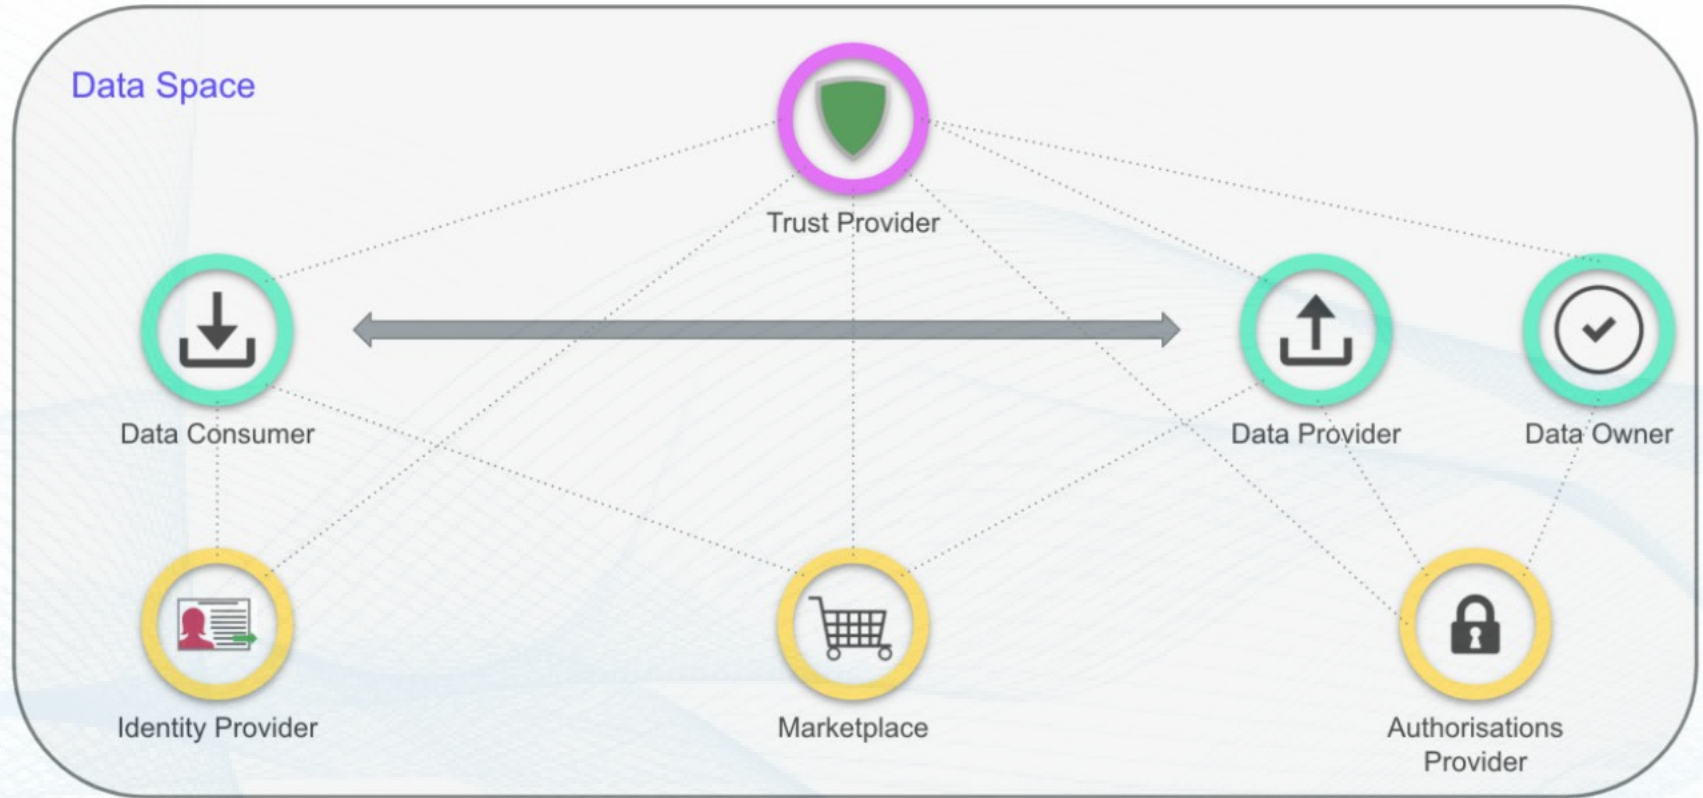 Data Space
Trust Provider
Data Consumer
Data Provider
Data Owner
Identity Provider
Marketplace
Authorisations
Provider